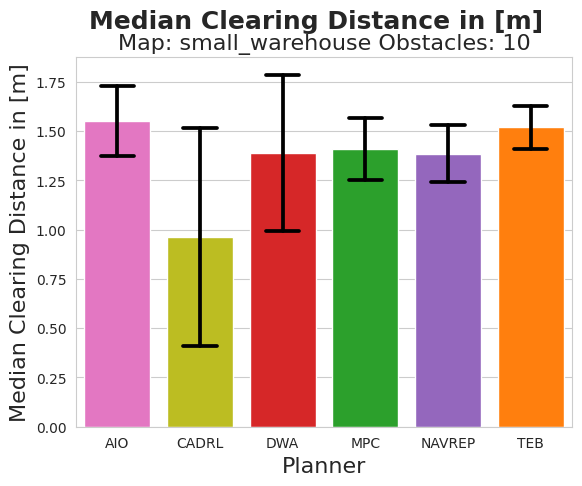 Median Clearing Distance in [m]
Map: small_warehouse Obstacles: 10
Median Clearing Distance in [m]
1.75
1.50
1.25
1.00
0.75
0.50
0.25
0.00
AIO CADRL DWA MPC NAVREP TEB
Planner